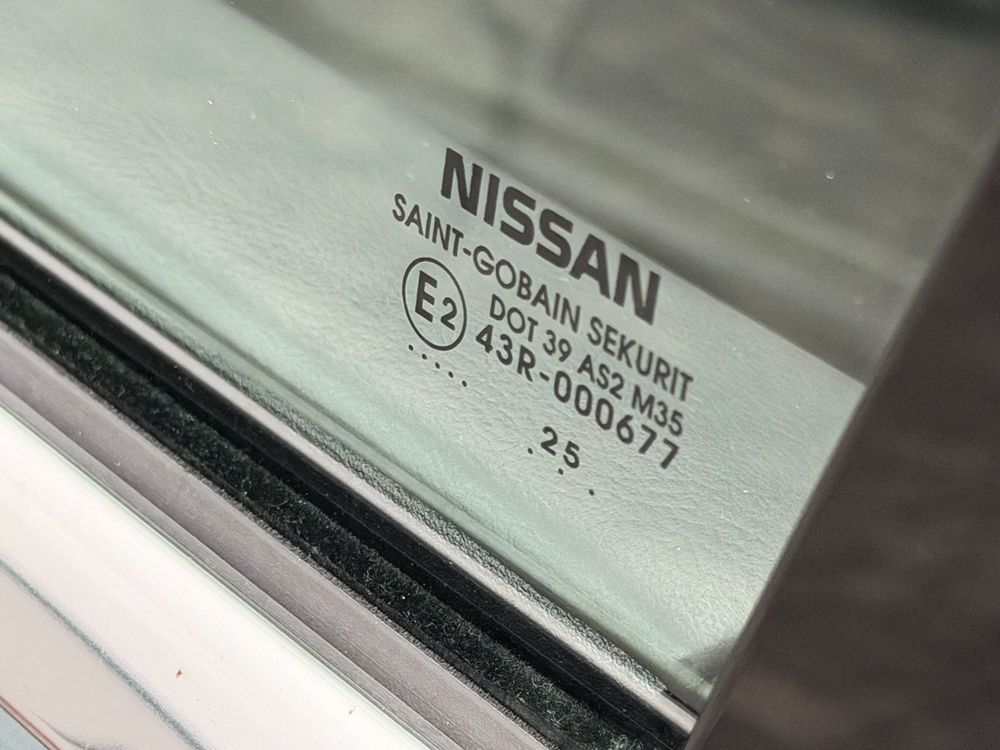 NISSAN
SAINT-GOBAIN SEKURIT
E2 DOT 39 AS2 M35
43R-000677
.....
25
. . .